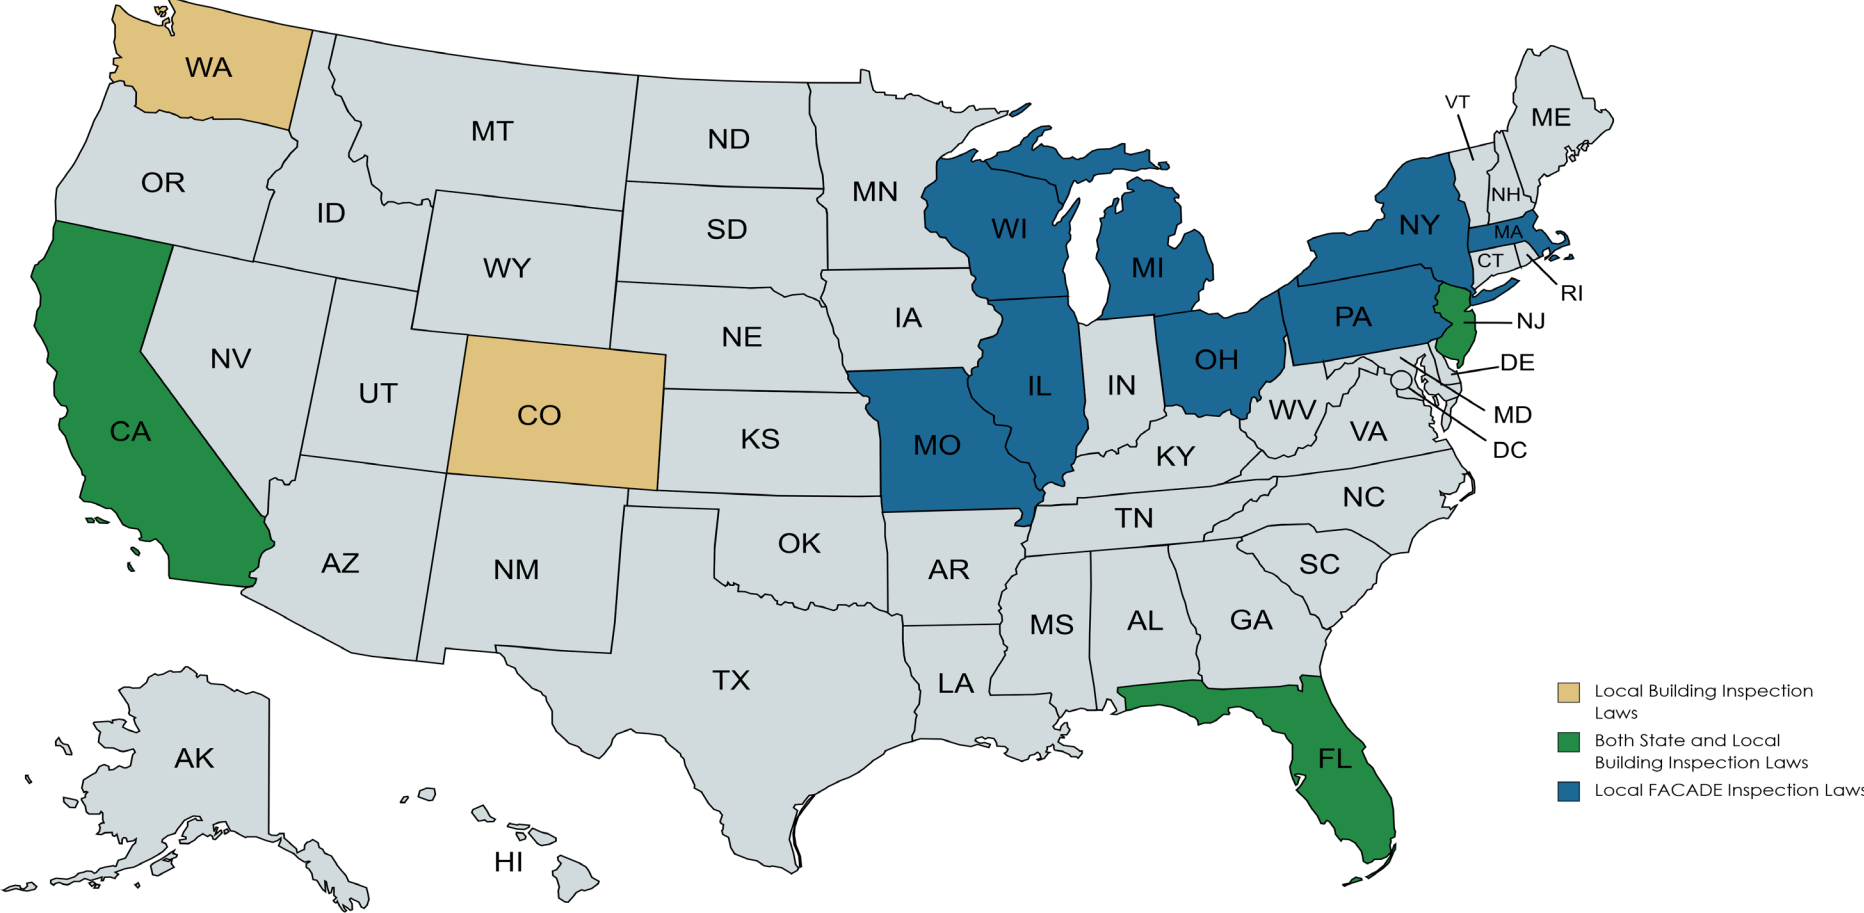 WA
MT
ND
VT
ME
OR
ID
SD
MN
WI
NY
NH
MA
WY
MI
CT
RI
IA
PA
NJ
NE
NV
UT
CO
IL
IN
OH
DE
MD
CA
KS
MO
WV
VA
DC
KY
NC
TN
AZ
NM
OK
AR
SC
MS
AL
GA
TX
LA
AK
FL
HI
Local Building Inspection
Laws
Both State and Local
Building Inspection Laws
Local FACADE Inspection Laws